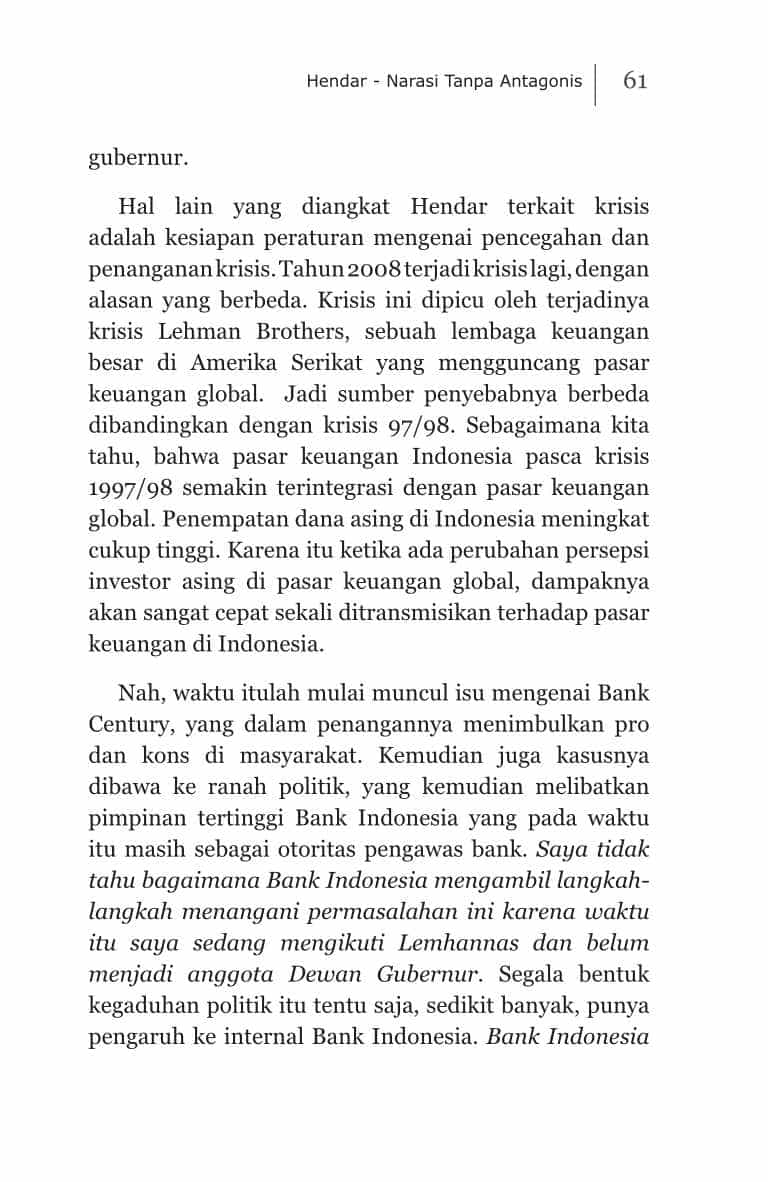 Hendar - Narasi Tanpa Antagonis 61
gubernur.
Hal lain yang diangkat Hendar terkait krisis
adalah kesiapan peraturan mengenai pencegahan dan
penanganan krisis. Tahun 2008 terjadi krisis lagi, dengan
alasan yang berbeda. Krisis ini dipicu oleh terjadinya
krisis Lehman Brothers, sebuah lembaga keuangan
besar di Amerika Serikat yang mengguncang pasar
keuangan global. Jadi sumber penyebabnya berbeda
dibandingkan dengan krisis 97/98. Sebagaimana kita
tahu, bahwa pasar keuangan Indonesia pasca krisis
1997/98 semakin terintegrasi dengan pasar keuangan
global. Penempatan dana asing di Indonesia meningkat
cukup tinggi. Karena itu ketika ada perubahan persepsi
investor asing di pasar keuangan global, dampaknya
akan sangat cepat sekali ditransmisikan terhadap pasar
keuangan di Indonesia.
Nah, waktu itulah mulai muncul isu mengenai Bank
Century, yang dalam penangannya menimbulkan pro
dan kons di masyarakat. Kemudian juga kasusnya
dibawa ke ranah politik, yang kemudian melibatkan
pimpinan tertinggi Bank Indonesia yang pada waktu
itu masih sebagai otoritas pengawas bank. Saya tidak
tahu bagaimana Bank Indonesia mengambil langkah-
langkah menangani permasalahan ini karena waktu
itu saya sedang mengikuti Lemhannas dan belum
menjadi anggota Dewan Gubernur. Segala bentuk
kegaduhan politik itu tentu saja, sedikit banyak, punya
pengaruh ke internal Bank Indonesia. Bank Indonesia